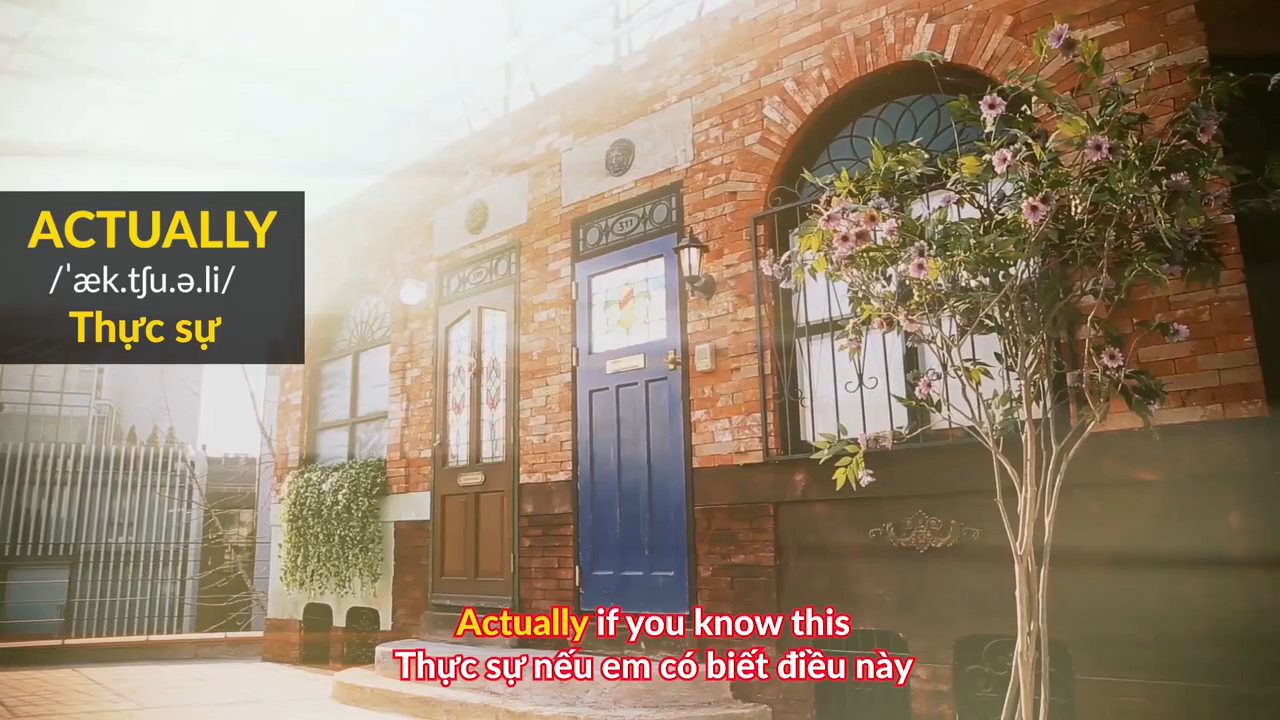 ACTUALLY
/ˈæk.tʃu.ə.li/
Thực sự
311
Actually if you know this
Thực sự nếu em có biết điều này